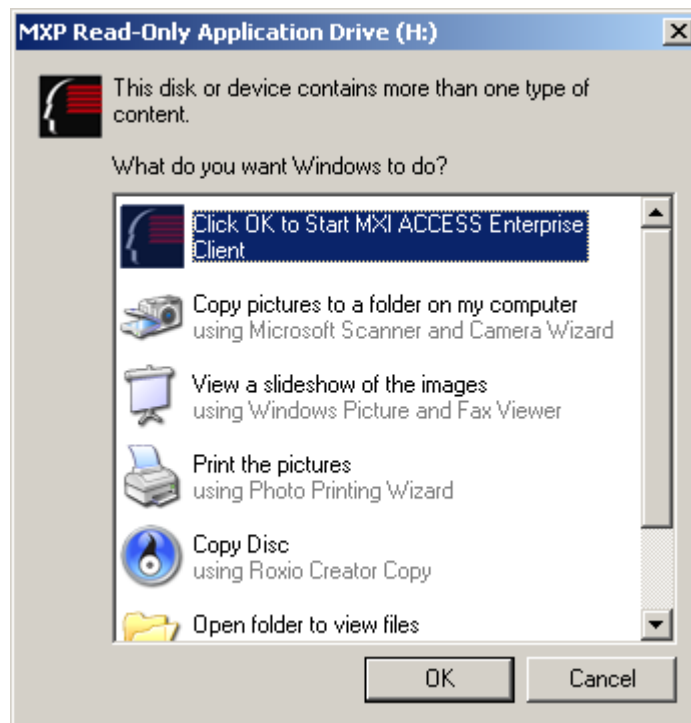 MXP Read-Only Application Drive (H:)
This disk or device contains more than one type of
content.
What do you want Windows to do?
Click OK to Start MXI ACCESS Enterprise
Client
Copy pictures to a folder on my computer
using Microsoft Scanner and Camera Wizard
View a slideshow of the images
using Windows Picture and Fax Viewer
Print the pictures
using Photo Printing Wizard
Copy Disc
using Roxio Creator Copy
Open folder to view files
OK
Cancel